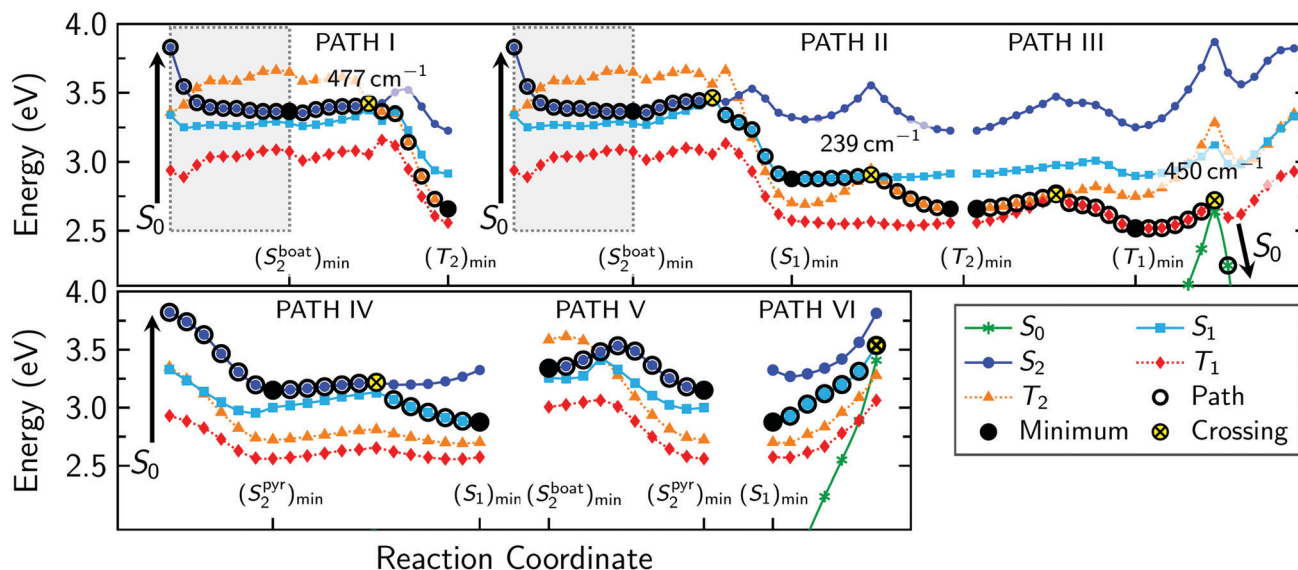 4.0
3.5
3.0
2.5
Energy (eV)
PATH I
PATH II
PATH III
477 cm⁻¹
239 cm⁻¹
450 cm⁻¹
S₀
S₀
S₀
(S₂ᵇᵒᵃᵗ)min
(T₂)min
(S₂ᵇᵒᵃᵗ)min
(S₁)min
(T₂)min
(T₁)min
4.0
3.5
3.0
2.5
Energy (eV)
PATH IV
PATH V
PATH VI
S₀
(S₂ᵖʸʳ)min
(S₁)min
(S₂ᵇᵒᵃᵗ)min
(S₂ᵖʸʳ)min
(S₁)min
Reaction Coordinate
S₀
S₁
S₂
T₁
T₂
Path
Minimum
Crossing